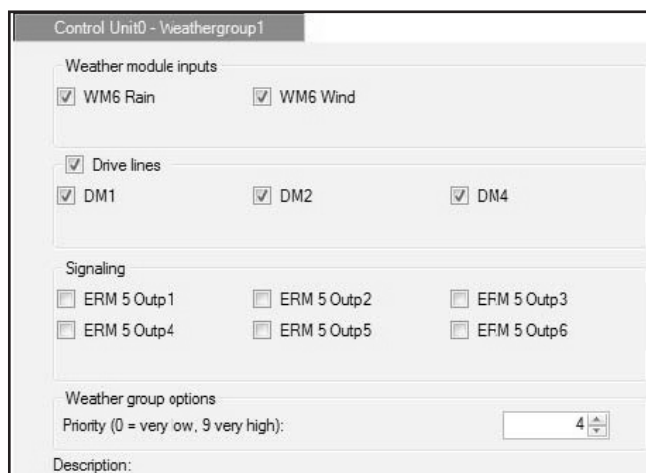 Control Unit0 - Weathergroup1
Weather module inputs
WM6 Rain WM6 Wind
Drive lines
DM1 DM2 DM4
Signaling
ERM 5 Outp1 ERM 5 Outp2 EFM 5 Outp3
ERM 5 Outp4 ERM 5 Outp5 EFM 5 Outp6
Weather group options
Priority (0 = very low, 9 very high): 4
Description: